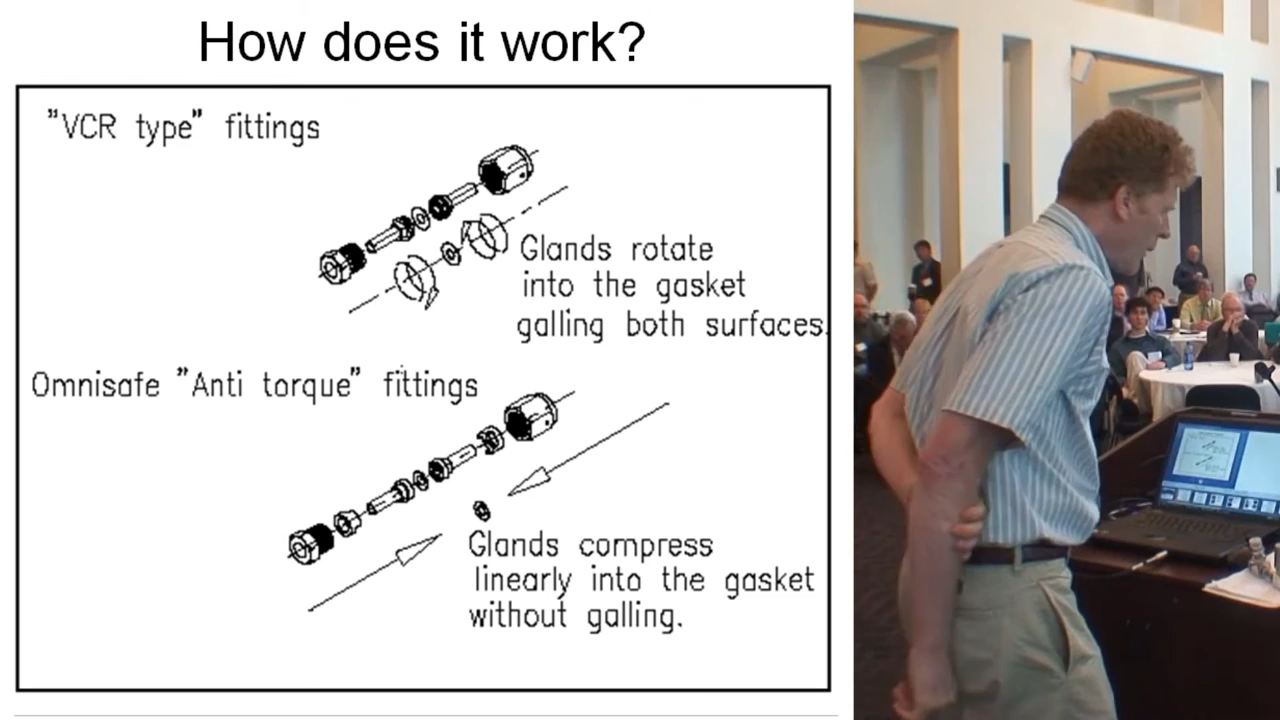 How does it work?
"VCR type" fittings
Glands rotate
into the gasket
galling both surfaces.
Omnisafe "Anti torque" fittings
Glands compress
linearly into the gasket
without galling.